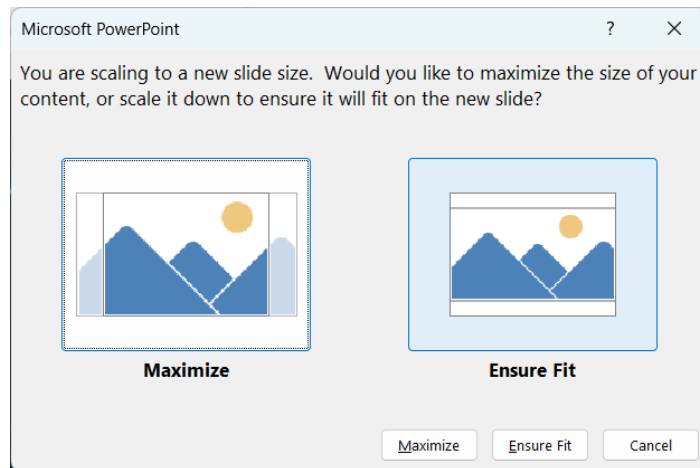 Microsoft PowerPoint ?
You are scaling to a new slide size. Would you like to maximize the size of your
content, or scale it down to ensure it will fit on the new slide?
Maximize Ensure Fit
Maximize Ensure Fit Cancel